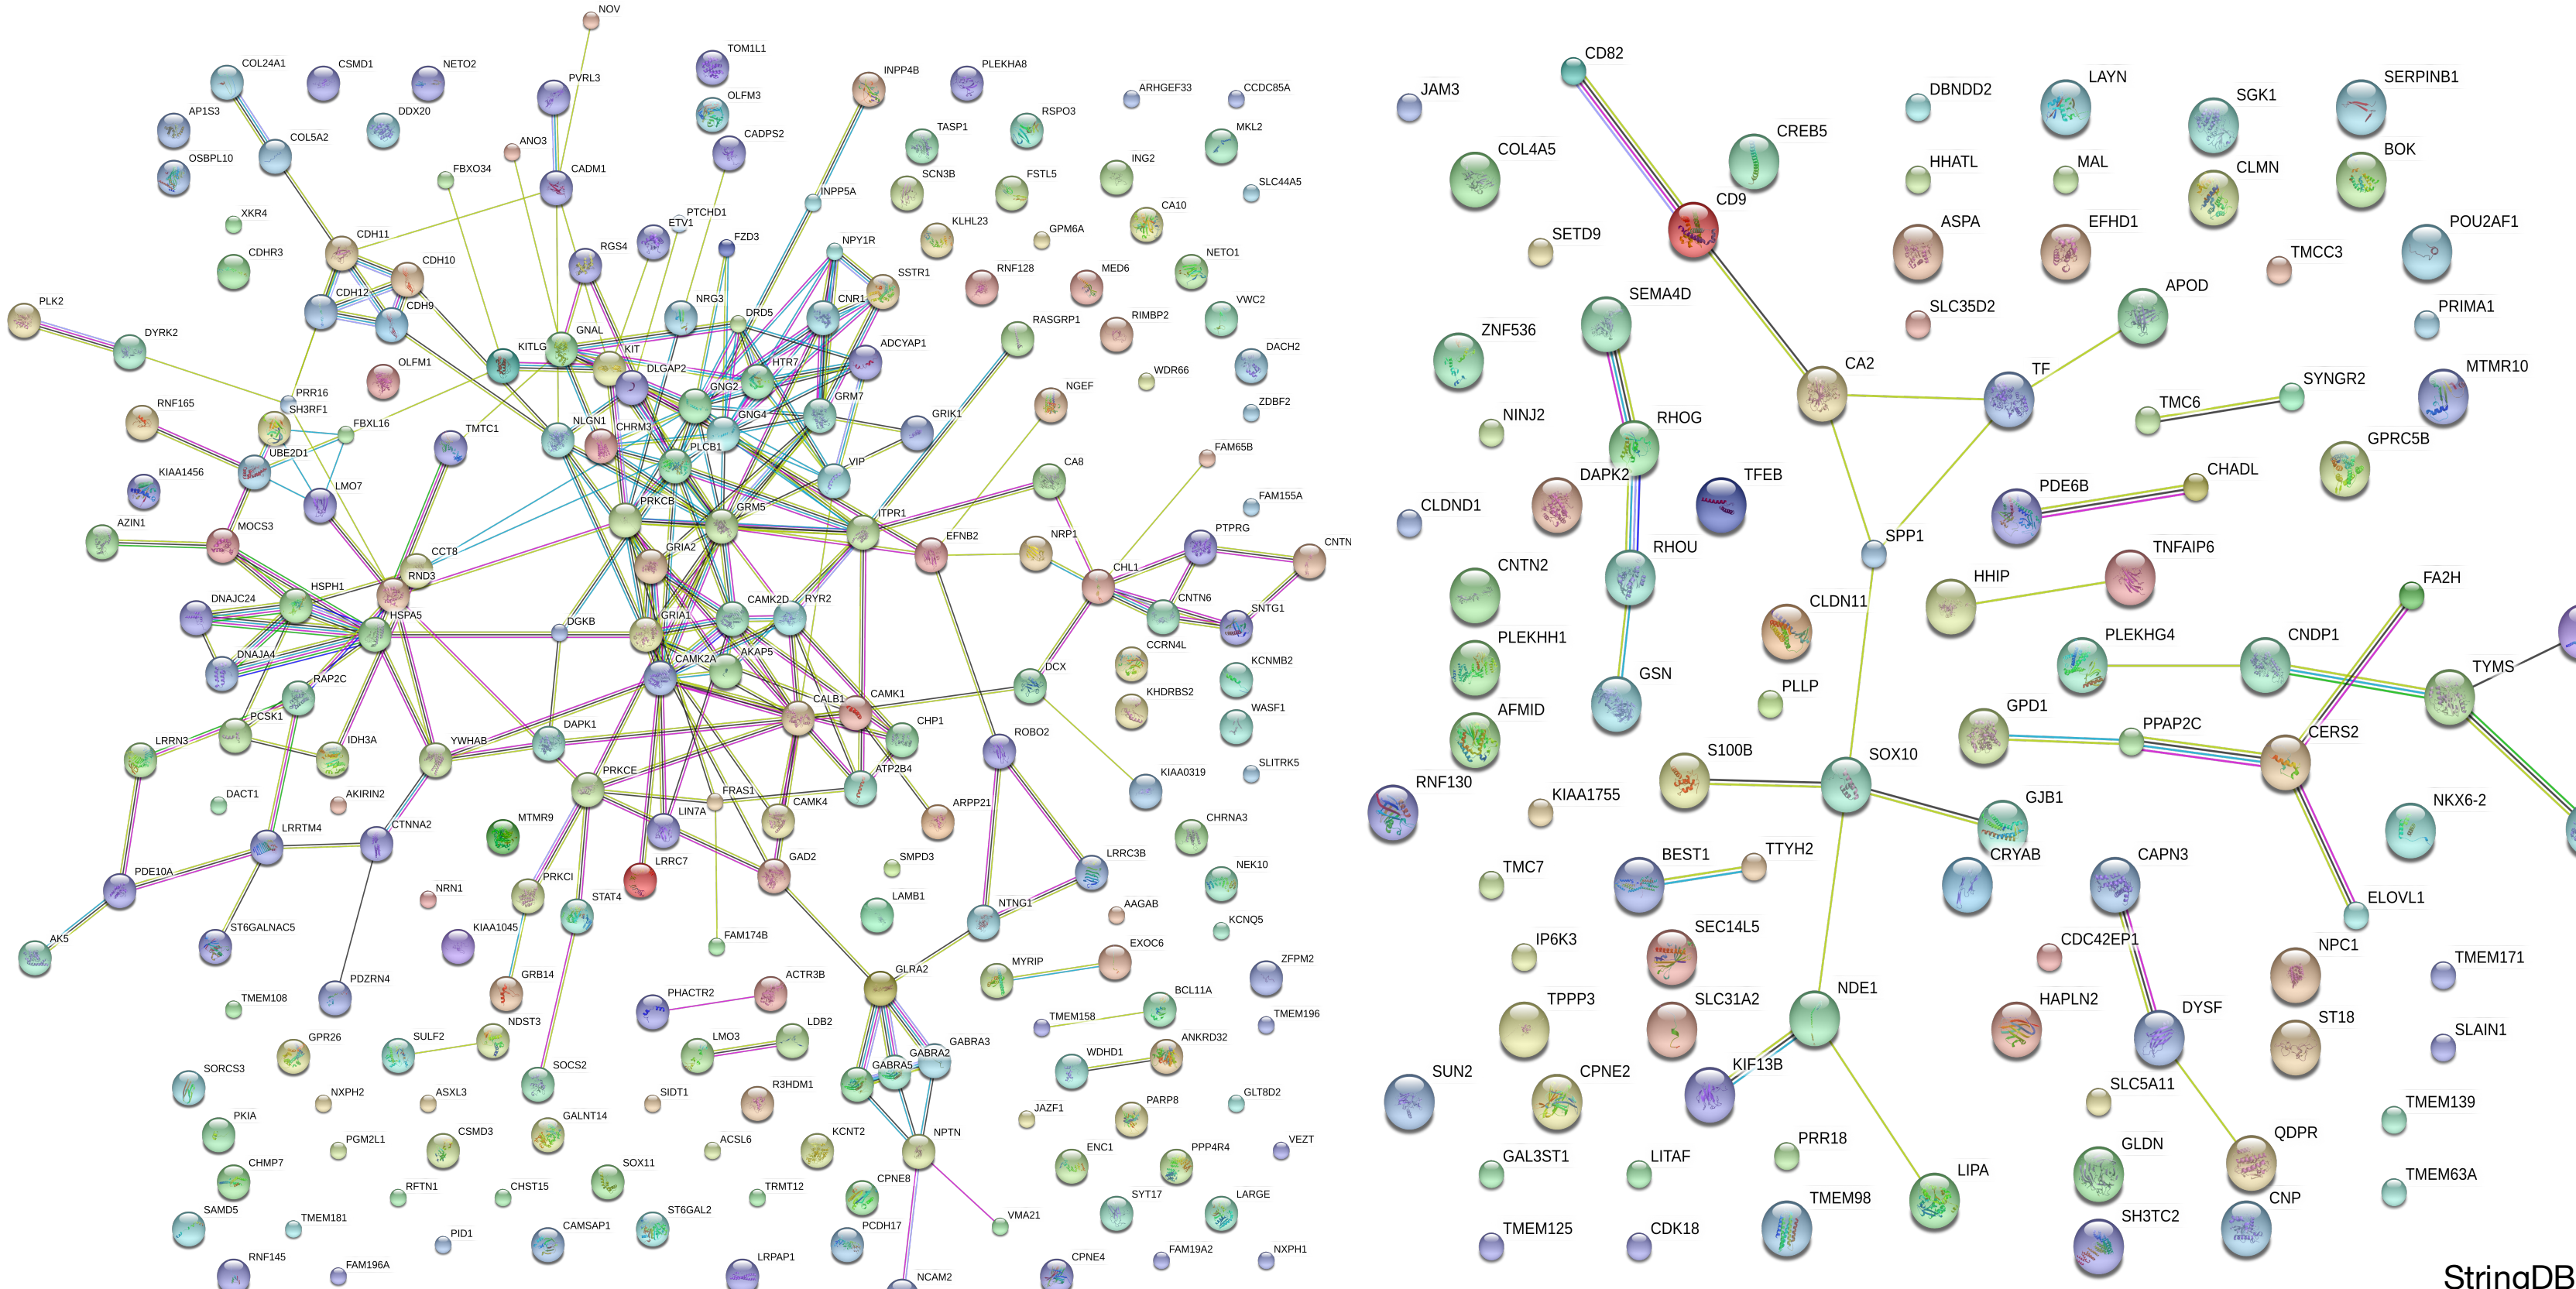 NOV
TOM1L1
COL24A1
CSMD1
NETO2
PVRL3
INPP4B
PLEKHA8
ARHGEF33
CCDC85A
AP1S3
DDX20
OLFM3
TASP1
RSPO3
MKL2
COL5A2
ANO3
CADPS2
OSBPL10
FBXO34
CADM1
INPP5A
SCN3B
FSTL5
ING2
SLC44A5
XKR4
PTCHD1
ETV1
CDH11
RGS4
FZD3
NPY1R
KLHL23
GPM6A
CA10
CDHR3
CDH10
SSTR1
RNF128
MED6
NETO1
PLK2
CDH12
CDH9
NRG3
DRD5
CNR1
RASGRP1
RIMBP2
VWC2
DYRK2
GNAL
KITLG
KIT
HTR7
ADCYAP1
DACH2
OLFM1
DLGAP2
GNG2
WDR66
PRR16
NGEF
GRM7
RNF165
SH3RF1
FBXL16
NLGN1
CHRM3
GNG4
GRIK1
ZDBF2
TMTC1
PLCB1
UBE2D1
VIP
CA8
FAM65B
KIAA1456
LMO7
PRKCB
GRM5
ITPR1
FAM155A
AZIN1
MOCS3
CCT8
GRIA2
EFNB2
NRP1
PTPRG
CNTN
RND3
HSPH1
CHL1
DNAJC24
HSPA5
DGKB
GRIA1
CAMK2D
RYR2
CNTN6
SNTG1
DNAJA4
CAMK2A
AKAP5
CCRN4L
KCNMB2
RAP2C
DCX
CALB1
CAMK1
KHDRBS2
WASF1
PCSK1
DAPK1
CHP1
LRRN3
IDH3A
YWHAB
ROBO2
SLITRK5
PRKCE
ATP2B4
KIAA0319
DACT1
AKIRIN2
FRAS1
CAMK4
ARPP21
MTMR9
LIN7A
CHRNA3
LRRTM4
CTNNA2
LRRC7
GAD2
SMPD3
LRRC3B
NEK10
PDE10A
NRN1
PRKCI
STAT4
LAMB1
NTNG1
AAGAB
KCNQ5
AK5
ST6GALNAC5
KIAA1045
FAM174B
EXOC6
GRB14
ACTR3B
GLRA2
MYRIP
ZFPM2
PDZRN4
PHACTR2
BCL11A
TMEM108
TMEM158
TMEM196
GPR26
SULF2
NDST3
LMO3
LDB2
GABRA3
GABRA2
GABRA5
WDHD1
ANKRD32
SORCS3
SOCS2
NXPH2
ASXL3
SIDT1
R3HDM1
JAZF1
PARP8
GLT8D2
PKIA
GALNT14
PGM2L1
CSMD3
ACSL6
KCNT2
NPTN
ENC1
PPP4R4
VEZT
CHMP7
RFTN1
CHST15
SOX11
TRMT12
CPNE8
SYT17
LARGE
SAMD5
TMEM181
PID1
CAMSAP1
ST6GAL2
PCDH17
VMA21
RNF145
FAM196A
LRPAP1
NCAM2
CPNE4
FAM19A2
NXPH1
CD82
JAM3
DBNDD2
LAYN
SGK1
SERPINB1
COL4A5
CREB5
HHATL
MAL
CLMN
BOK
CD9
SETD9
ASPA
EFHD1
TMCC3
POU2AF1
SEMA4D
SLC35D2
APOD
PRIMA1
ZNF536
CA2
TF
SYNGR2
MTMR10
NINJ2
RHOG
TMC6
GPRC5B
DAPK2
TFEB
PDE6B
CHADL
CLDND1
RHOU
SPP1
TNFAIP6
CNTN2
CLDN11
HHIP
FA2H
PLEKHH1
PLEKHG4
CNDP1
TYMS
GSN
PLLP
AFMID
S100B
SOX10
GPD1
PPAP2C
CERS2
RNF130
KIAA1755
GJB1
NKX6-2
TMC7
BEST1
TTYH2
CRYAB
CAPN3
ELOVL1
IP6K3
SEC14L5
CDC42EP1
NPC1
TMEM171
TPPP3
SLC31A2
NDE1
HAPLN2
DYSF
ST18
SLAIN1
SUN2
CPNE2
KIF13B
SLC5A11
TMEM139
GAL3ST1
LITAF
PRR18
LIPA
GLDN
QDPR
TMEM63A
TMEM125
CDK18
TMEM98
SH3TC2
CNP
StringDB